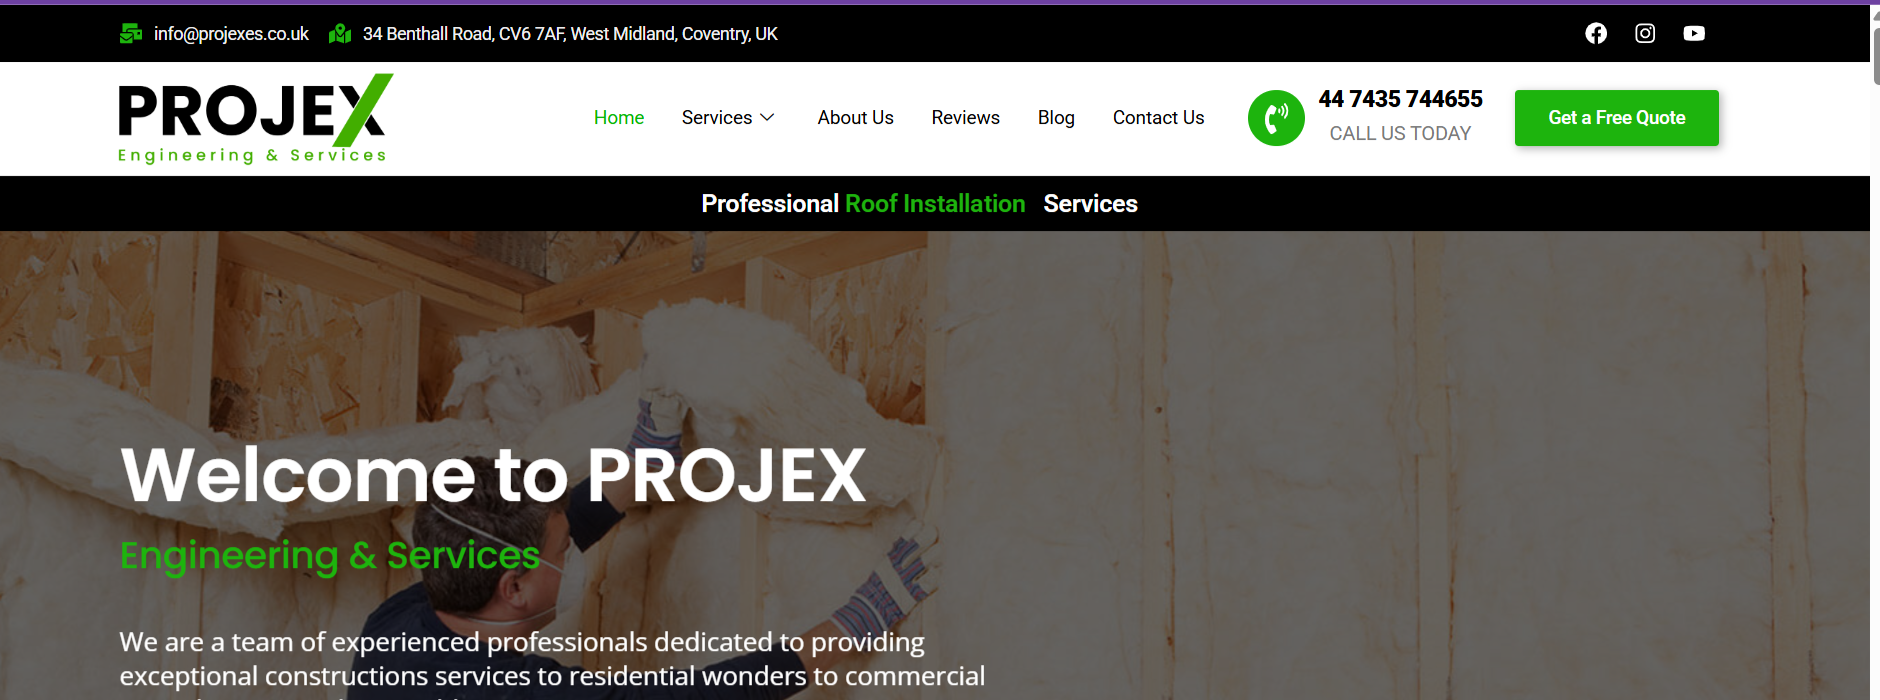 info@projexes.co.uk 34 Benthall Road, CV6 7AF, West Midland, Coventry, UK
PROJEX
Engineering & Services
Home Services About Us Reviews Blog Contact Us
44 7435 744655
CALL US TODAY
Get a Free Quote
Professional Roof Installation Services
Welcome to PROJEX
Engineering & Services
We are a team of experienced professionals dedicated to providing
exceptional constructions services to residential wonders to commercial